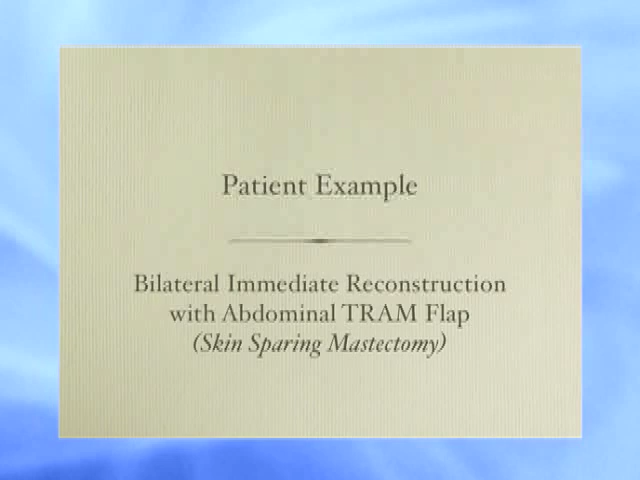 Patient Example
Bilateral Immediate Reconstruction
with Abdominal TRAM Flap
(Skin Sparing Mastectomy)